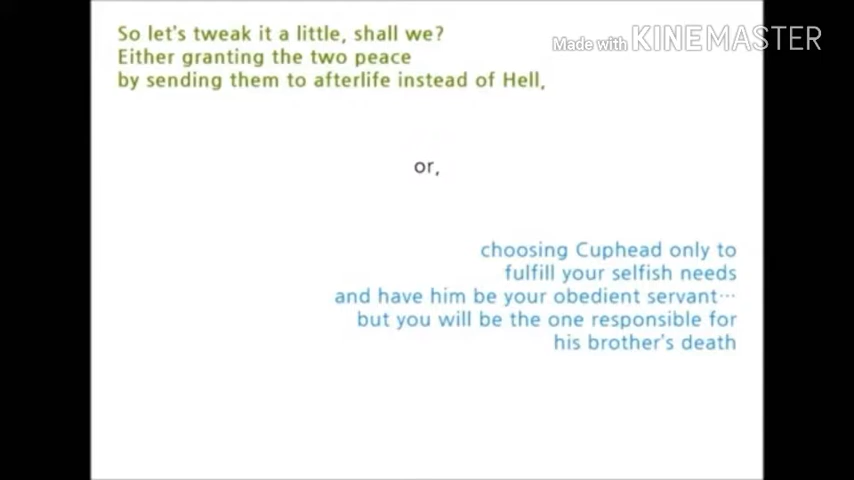 So let's tweak it a little, shall we?
Made with KINEMASTER
Either granting the two peace
by sending them to afterlife instead of Hell,
or,
choosing Cuphead only to
fulfill your selfish needs
and have him be your obedient servant…
but you will be the one responsible for
his brother's death